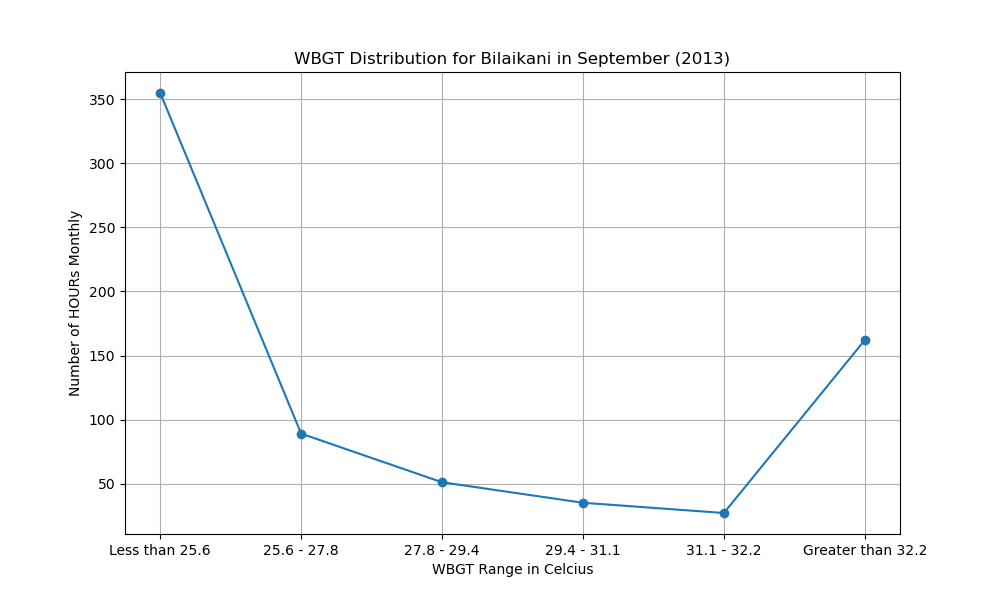 WBGT Distribution for Bilaikani in September (2013)
Number of HOURs Monthly
350
300
250
200
150
100
50
Less than 25.6
25.6 - 27.8
27.8 - 29.4
29.4 - 31.1
31.1 - 32.2
Greater than 32.2
WBGT Range in Celcius